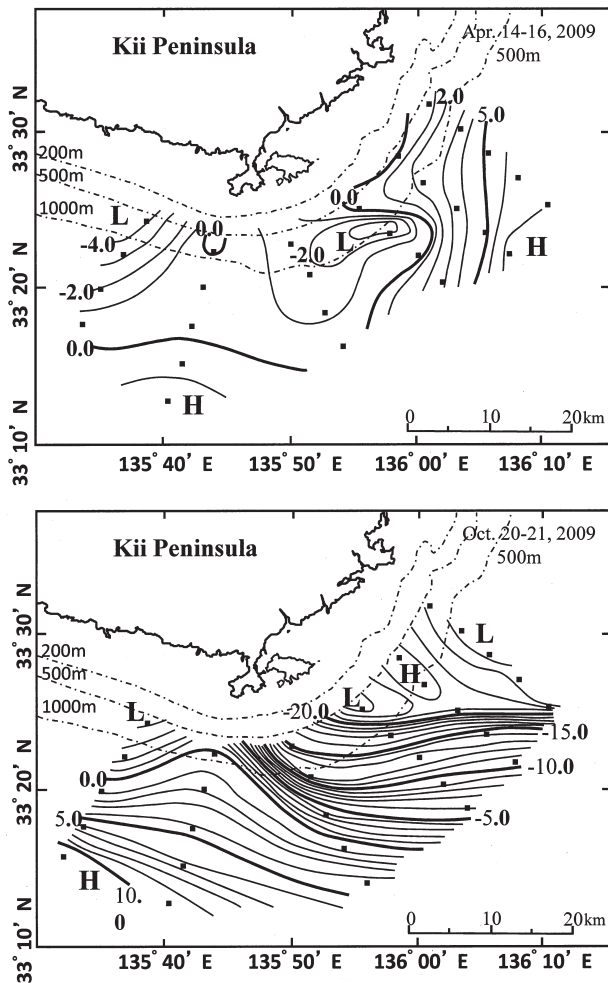 Kii Peninsula
Apr. 14-16, 2009
500m
2.0
5.0
33° 30' N
200m
500m
1000m
L
0.0
0.0
-4.0
L
-2.0
H
-2.0
33° 20' N
0.0
H
0 10 20km
33° 10' N
135° 40' E 135° 50' E 136° 00' E 136° 10' E
Kii Peninsula
Oct. 20-21, 2009
500m
33° 30' N
L
200m
H
500m
L
1000m
L
-20.0
-15.0
0.0
-10.0
33° 20' N
5.0
-5.0
H
10.
0
0 10 20km
33° 10' N
135° 40' E 135° 50' E 136° 00' E 136° 10' E